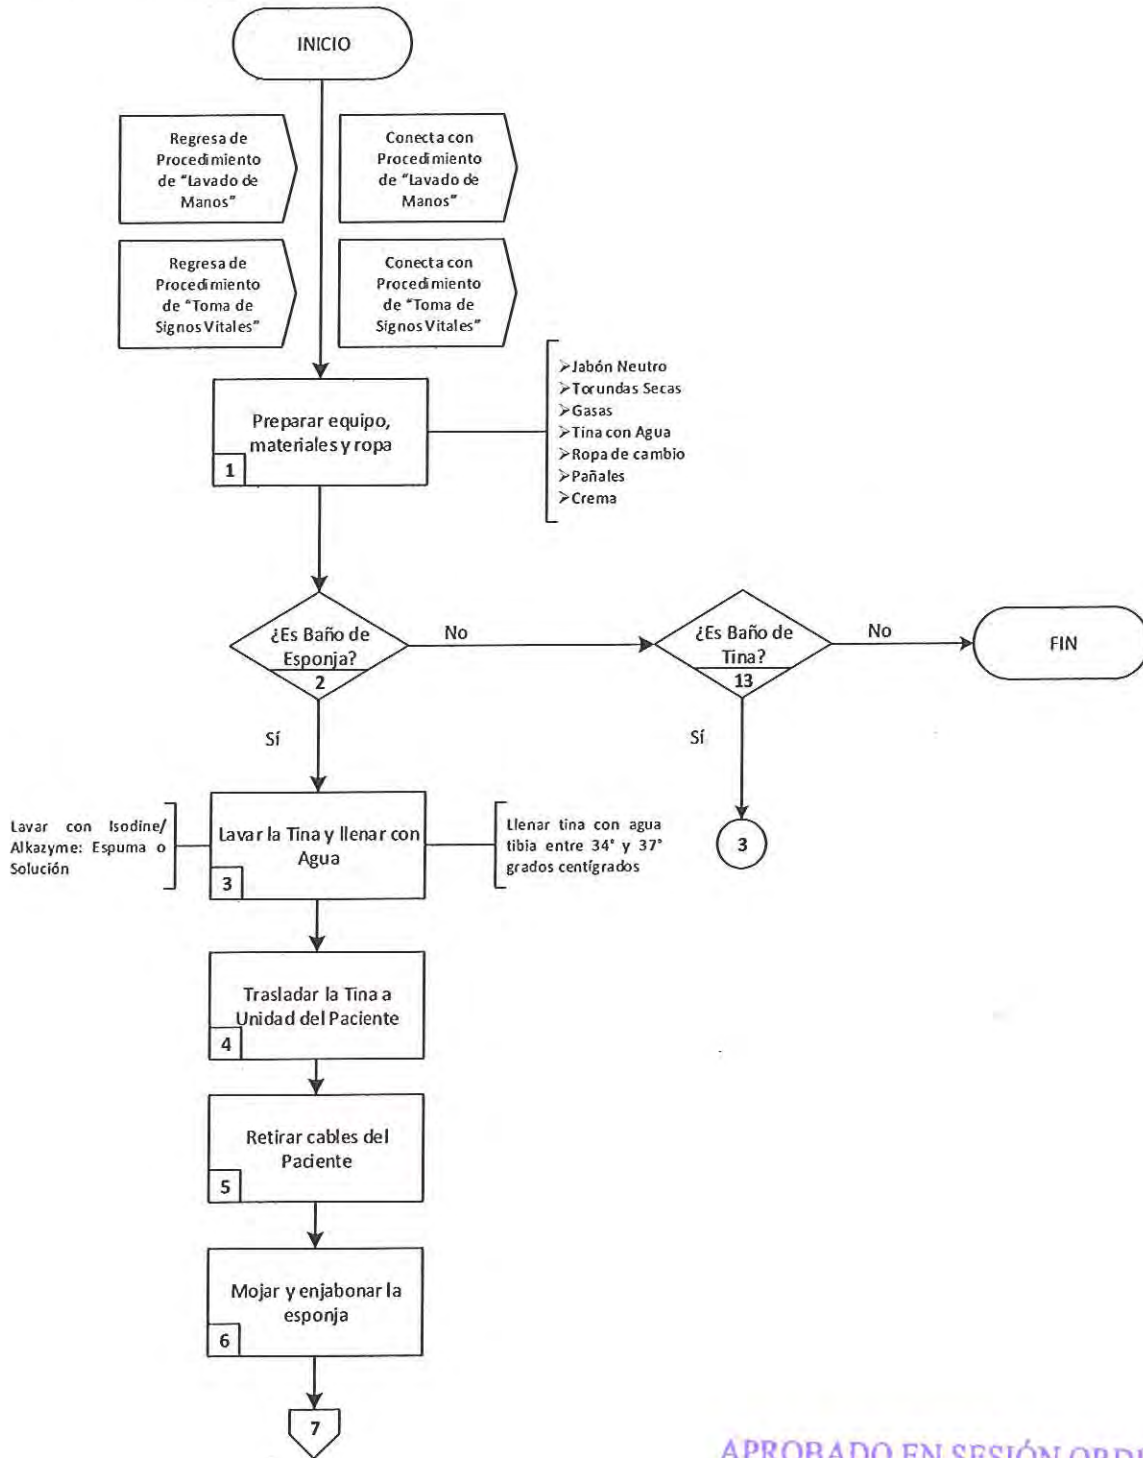 INICIO
Regresa de
Procedimiento
de "Lavado de
Manos"
Conecta con
Procedimiento
de "Lavado de
Manos"
Regresa de
Procedimiento
de "Toma de
Signos Vitales"
Conecta con
Procedimiento
de "Toma de
Signos Vitales"
Preparar equipo,
materiales y ropa
1
➢Jabón Neutro
➢Torundas Secas
➢Gasas
➢Tina con Agua
➢Ropa de cambio
➢Pañales
➢Crema
¿Es Baño de
Esponja?
2
No
¿Es Baño de
Tina?
13
No
FIN
Sí
Sí
Lavar con Isodine/
Alkazyme: Espuma o
Solución
Lavar la Tina y llenar con
Agua
3
Llenar tina con agua
tibia entre 34° y 37°
grados centígrados
3
Trasladar la Tina a
Unidad del Paciente
4
Retirar cables del
Paciente
5
Mojar y enjabonar la
esponja
6
7
APROBADO EN SESIÓN